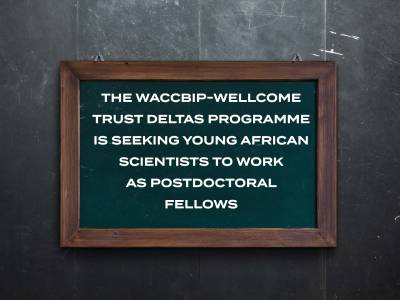 THE WACCBIP-WELLCOME
TRUST DELTAS PROGRAMME
IS SEEKING YOUNG AFRICAN
SCIENTISTS TO WORK
AS POSTDOCTORAL
FELLOWS